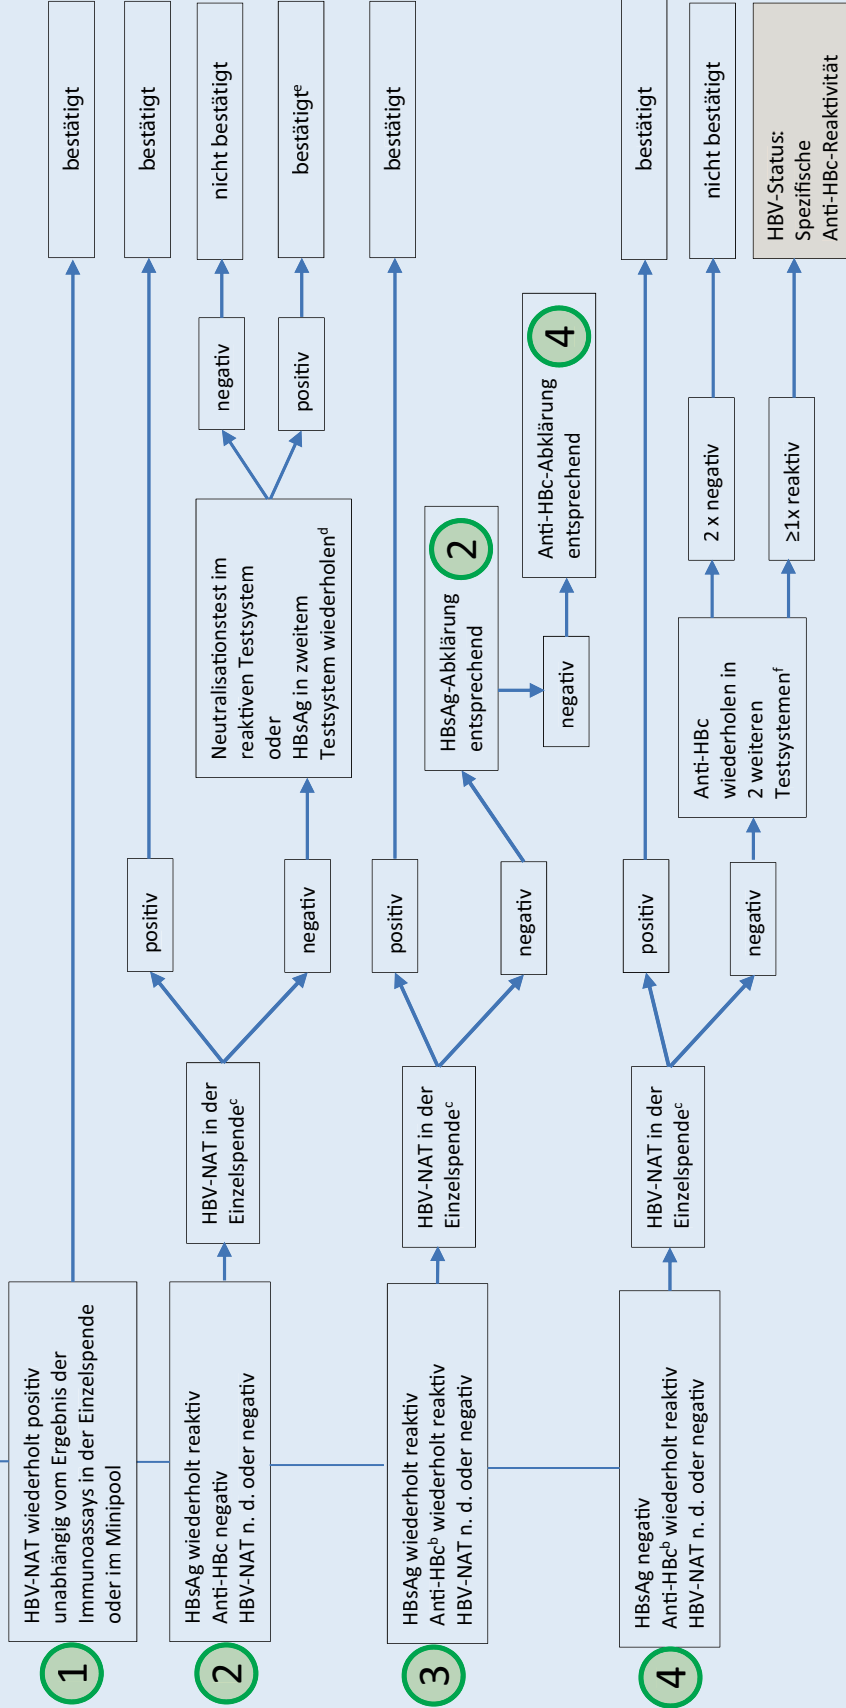 1
HBV-NAT wiederholt positiv
unabhängig vom Ergebnis der
Immunoassays in der Einzelspende
oder im Minipool
bestätigt
2
HBsAg wiederholt reaktiv
Anti-HBc negativ
HBV-NAT n. d. oder negativ
HBV-NAT in der
Einzelspendeᶜ
positiv
bestätigt
negativ
Neutralisationstest im
reaktiven Testsystem
oder
HBsAg in zweitem
Testsystem wiederholenᵈ
negativ
nicht bestätigt
positiv
bestätigtᵉ
3
HBsAg wiederholt reaktiv
Anti-HBcᵇ wiederholt reaktiv
HBV-NAT n. d. oder negativ
HBV-NAT in der
Einzelspendeᶜ
positiv
bestätigt
negativ
HBsAg-Abklärung
entsprechend
2
negativ
Anti-HBc-Abklärung
entsprechend
4
4
HBsAg negativ
Anti-HBcᵇ wiederholt reaktiv
HBV-NAT n. d. oder negativ
HBV-NAT in der
Einzelspendeᶜ
positiv
bestätigt
negativ
Anti-HBc
wiederholen in
2 weiteren
Testsystemenᶠ
2 x negativ
nicht bestätigt
≥1x reaktiv
HBV-Status:
Spezifische
Anti-HBc-Reaktivität